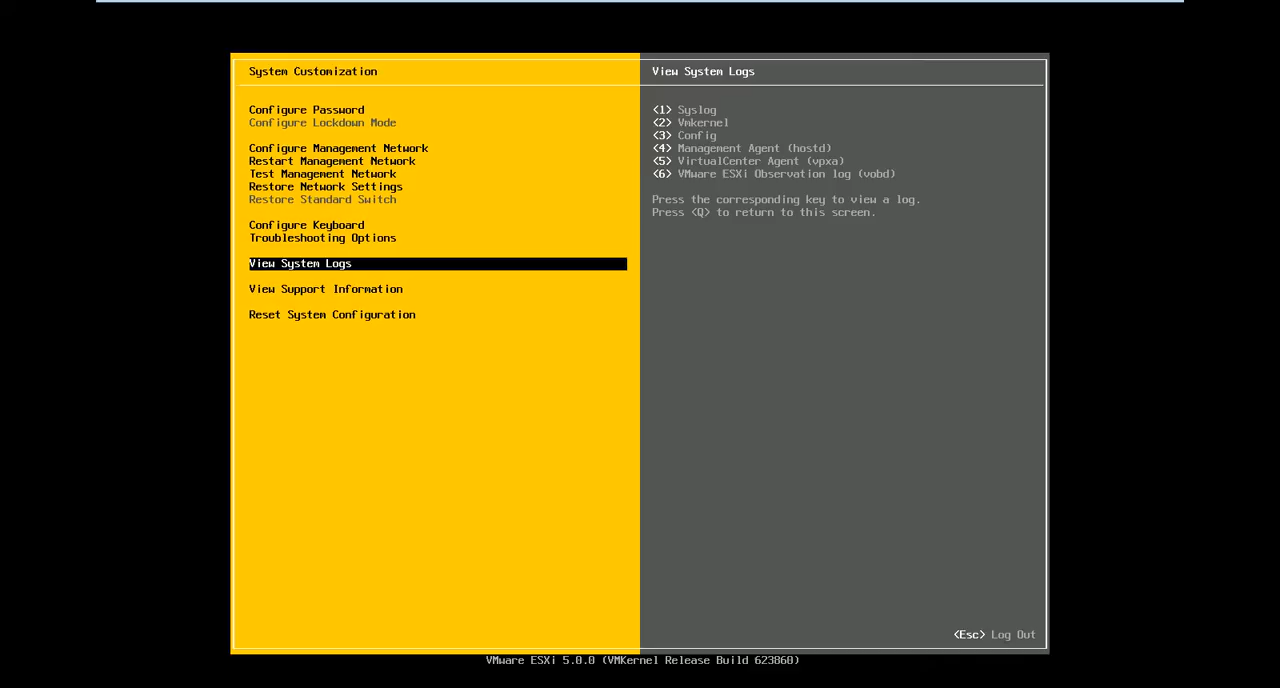 System Customization
Configure Password
Configure Lockdown Mode
Configure Management Network
Restart Management Network
Test Management Network
Restore Network Settings
Restore Standard Switch
Configure Keyboard
Troubleshooting Options
View System Logs
View Support Information
Reset System Configuration
View System Logs
<1> Syslog
<2> Vmkernel
<3> Config
<4> Management Agent (hostd)
<5> VirtualCenter Agent (vpxa)
<6> VMware ESXi Observation log (vobd)
Press the corresponding key to view a log.
Press <Q> to return to this screen.
<Esc> Log Out
VMware ESXi 5.0.0 (VMKernel Release Build 623860)